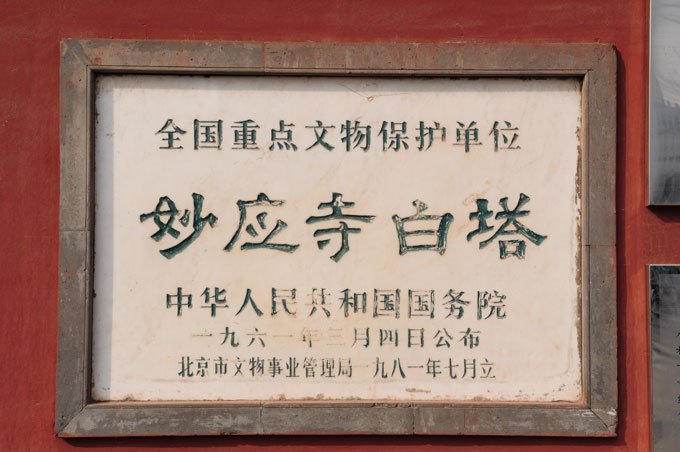 全国重点文物保护单位
妙应寺白塔
中华人民共和国国务院
一九六一年三月四日公布
北京市文物事业管理局一九八一年七月立